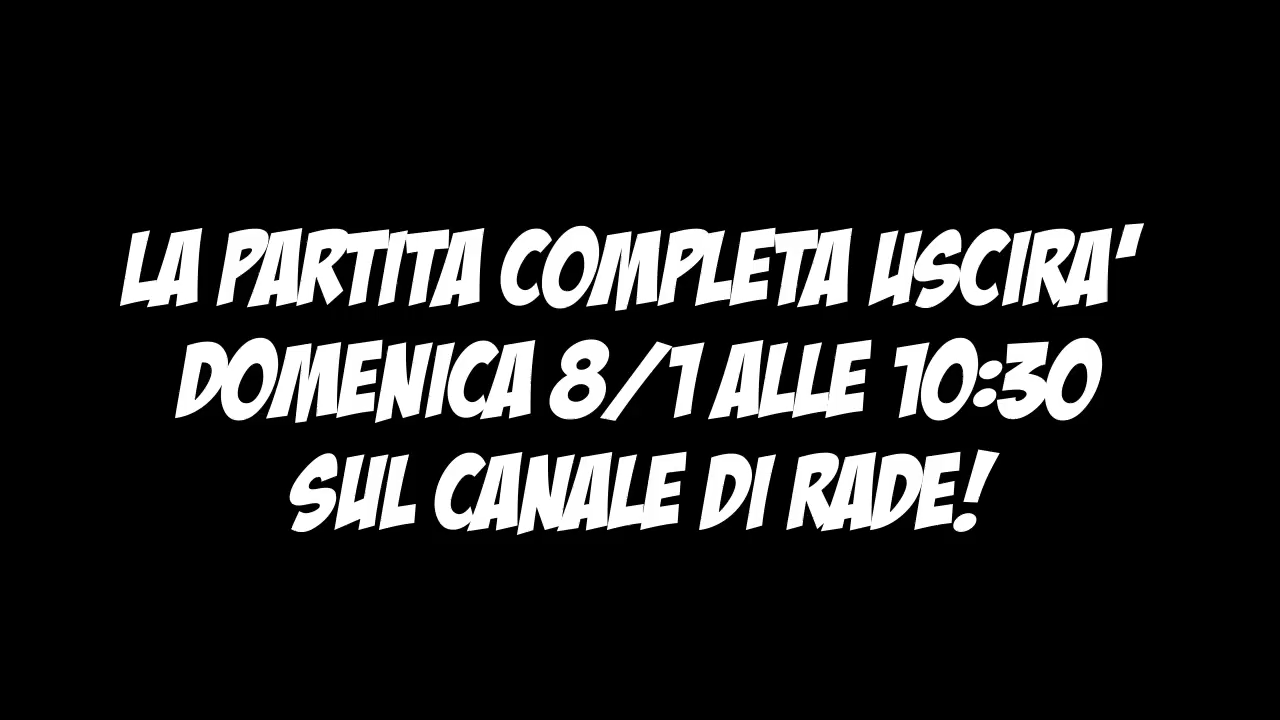 LA PARTITA COMPLETA USCIRA'
DOMENICA 8/1 ALLE 10:30
SUL CANALE DI RADE!